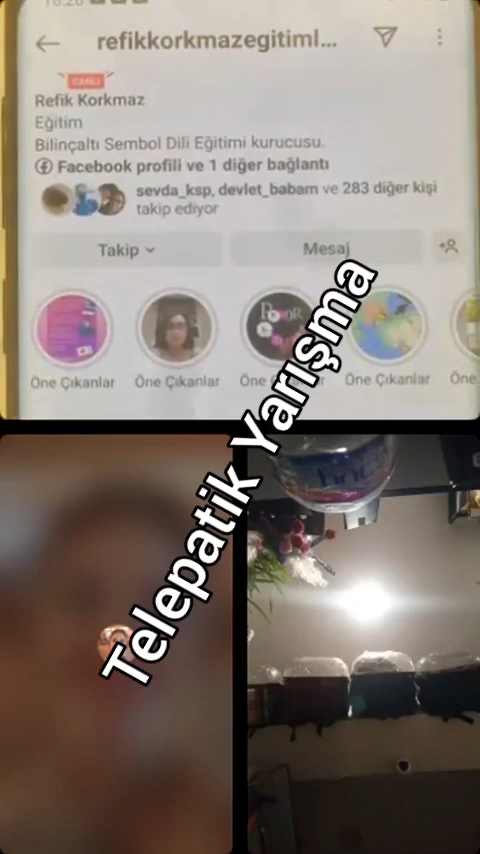 refikkorkmazegitiml...
CANLI
Refik Korkmaz
Eğitim
Bilinçaltı Sembol Dili Eğitimi kurucusu.
Facebook profili ve 1 diğer bağlantı
sevda_ksp, devlet_babam ve 283 diğer kişi
takip ediyor
Takip
Mesaj
Öne Çıkanlar
Öne Çıkanlar
Öne
Öne Çıkanlar
Öne
Telepatik Yarışma